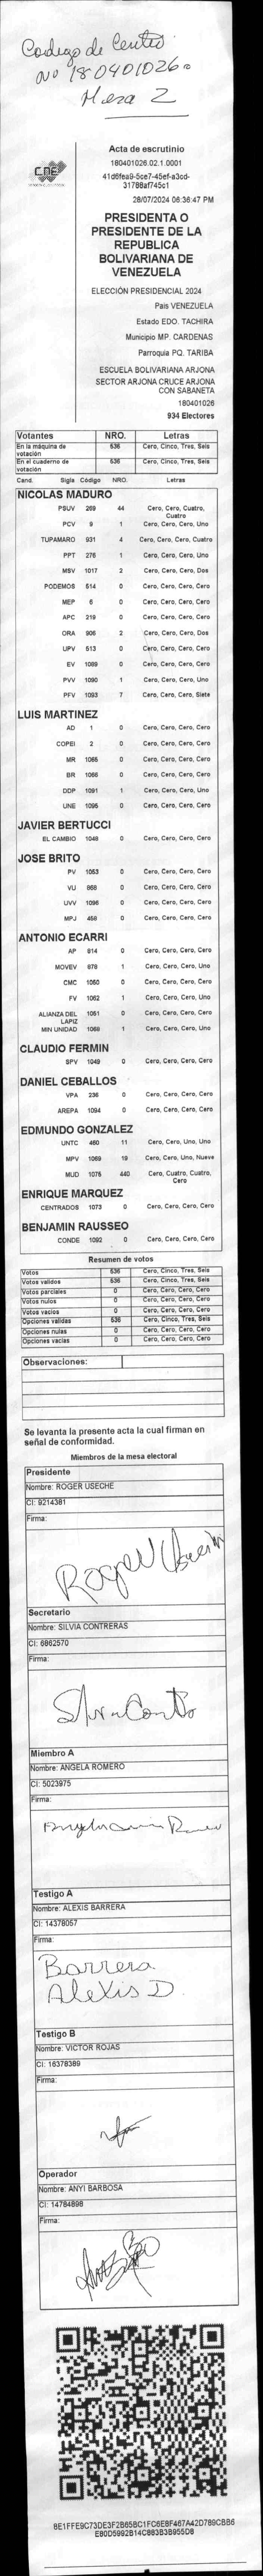 Codigo de Centro
No 180401026.
Mesa 2
CNE
Acta de escrutinio
180401026.02.1.0001
41d6fea9-5ce7-45ef-a3cd-
31788af745c1
28/07/2024 06:36:47 PM
PRESIDENTA O
PRESIDENTE DE LA
REPUBLICA
BOLIVARIANA DE
VENEZUELA
ELECCIÓN PRESIDENCIAL 2024
Pais VENEZUELA
Estado EDO. TACHIRA
Municipio MP. CARDENAS
Parroquia PQ. TARIBA
ESCUELA BOLIVARIANA ARJONA
SECTOR ARJONA CRUCE ARJONA
CON SABANETA
180401026
934 Electores
Votantes NRO. Letras
En la máquina de votación 536 Cero, Cinco, Tres, Seis
En el cuaderno de votación 536 Cero, Cinco, Tres, Seis
Cand. Sigla Código NRO. Letras
NICOLAS MADURO
PSUV 269 44 Cero, Cero, Cuatro, Cuatro
PCV 9 1 Cero, Cero, Cero, Uno
TUPAMARO 931 4 Cero, Cero, Cero, Cuatro
PPT 276 1 Cero, Cero, Cero, Uno
MSV 1017 2 Cero, Cero, Cero, Dos
PODEMOS 514 0 Cero, Cero, Cero, Cero
MEP 6 0 Cero, Cero, Cero, Cero
APC 219 0 Cero, Cero, Cero, Cero
ORA 906 2 Cero, Cero, Cero, Dos
UPV 513 0 Cero, Cero, Cero, Cero
EV 1089 0 Cero, Cero, Cero, Cero
PVV 1090 1 Cero, Cero, Cero, Uno
PFV 1093 7 Cero, Cero, Cero, Siete
LUIS MARTINEZ
AD 1 0 Cero, Cero, Cero, Cero
COPEI 2 0 Cero, Cero, Cero, Cero
MR 1065 0 Cero, Cero, Cero, Cero
BR 1066 0 Cero, Cero, Cero, Cero
DDP 1091 1 Cero, Cero, Cero, Uno
UNE 1095 0 Cero, Cero, Cero, Cero
JAVIER BERTUCCI
EL CAMBIO 1048 0 Cero, Cero, Cero, Cero
JOSE BRITO
PV 1053 0 Cero, Cero, Cero, Cero
VU 868 0 Cero, Cero, Cero, Cero
UVV 1096 0 Cero, Cero, Cero, Cero
MPJ 458 0 Cero, Cero, Cero, Cero
ANTONIO ECARRI
AP 814 0 Cero, Cero, Cero, Cero
MOVEV 678 1 Cero, Cero, Cero, Uno
CMC 1050 0 Cero, Cero, Cero, Cero
FV 1052 1 Cero, Cero, Cero, Uno
ALIANZA DEL LAPIZ 1051 0 Cero, Cero, Cero, Cero
MIN UNIDAD 1088 1 Cero, Cero, Cero, Uno
CLAUDIO FERMIN
SPV 1049 0 Cero, Cero, Cero, Cero
DANIEL CEBALLOS
VPA 236 0 Cero, Cero, Cero, Cero
AREPA 1094 0 Cero, Cero, Cero, Cero
EDMUNDO GONZALEZ
UNTC 460 11 Cero, Cero, Uno, Uno
MPV 1069 19 Cero, Cero, Uno, Nueve
MUD 1075 440 Cero, Cuatro, Cuatro, Cero
ENRIQUE MARQUEZ
CENTRADOS 1073 0 Cero, Cero, Cero, Cero
BENJAMIN RAUSSEO
CONDE 1092 0 Cero, Cero, Cero, Cero
Resumen de votos
Votos 536 Cero, Cinco, Tres, Seis
Votos validos 536 Cero, Cinco, Tres, Seis
Votos parciales 0 Cero, Cero, Cero, Cero
Votos nulos 0 Cero, Cero, Cero, Cero
Votos vacios 0 Cero, Cero, Cero, Cero
Opciones validas 536 Cero, Cinco, Tres, Seis
Opciones nulas 0 Cero, Cero, Cero, Cero
Opciones vacias 0 Cero, Cero, Cero, Cero
Observaciones:
Se levanta la presente acta la cual firman en
señal de conformidad.
Miembros de la mesa electoral
Presidente
Nombre: ROGER USECHE
CI: 9214381
Firma:
Roger Useche
Secretario
Nombre: SILVIA CONTRERAS
CI: 6862570
Firma:
Miembro A
Nombre: ANGELA ROMERO
CI: 5023975
Firma:
Testigo A
Nombre: ALEXIS BARRERA
CI: 14378057
Firma:
Barrera
Alexis D.
Testigo B
Nombre: VICTOR ROJAS
CI: 16378389
Firma:
Operador
Nombre: ANYI BARBOSA
CI: 14784898
Firma:
8E1FFE9C73DE3F2B65BC1FC6E8F467A42D789CBB6
E80D5992B14C883B3B955D8